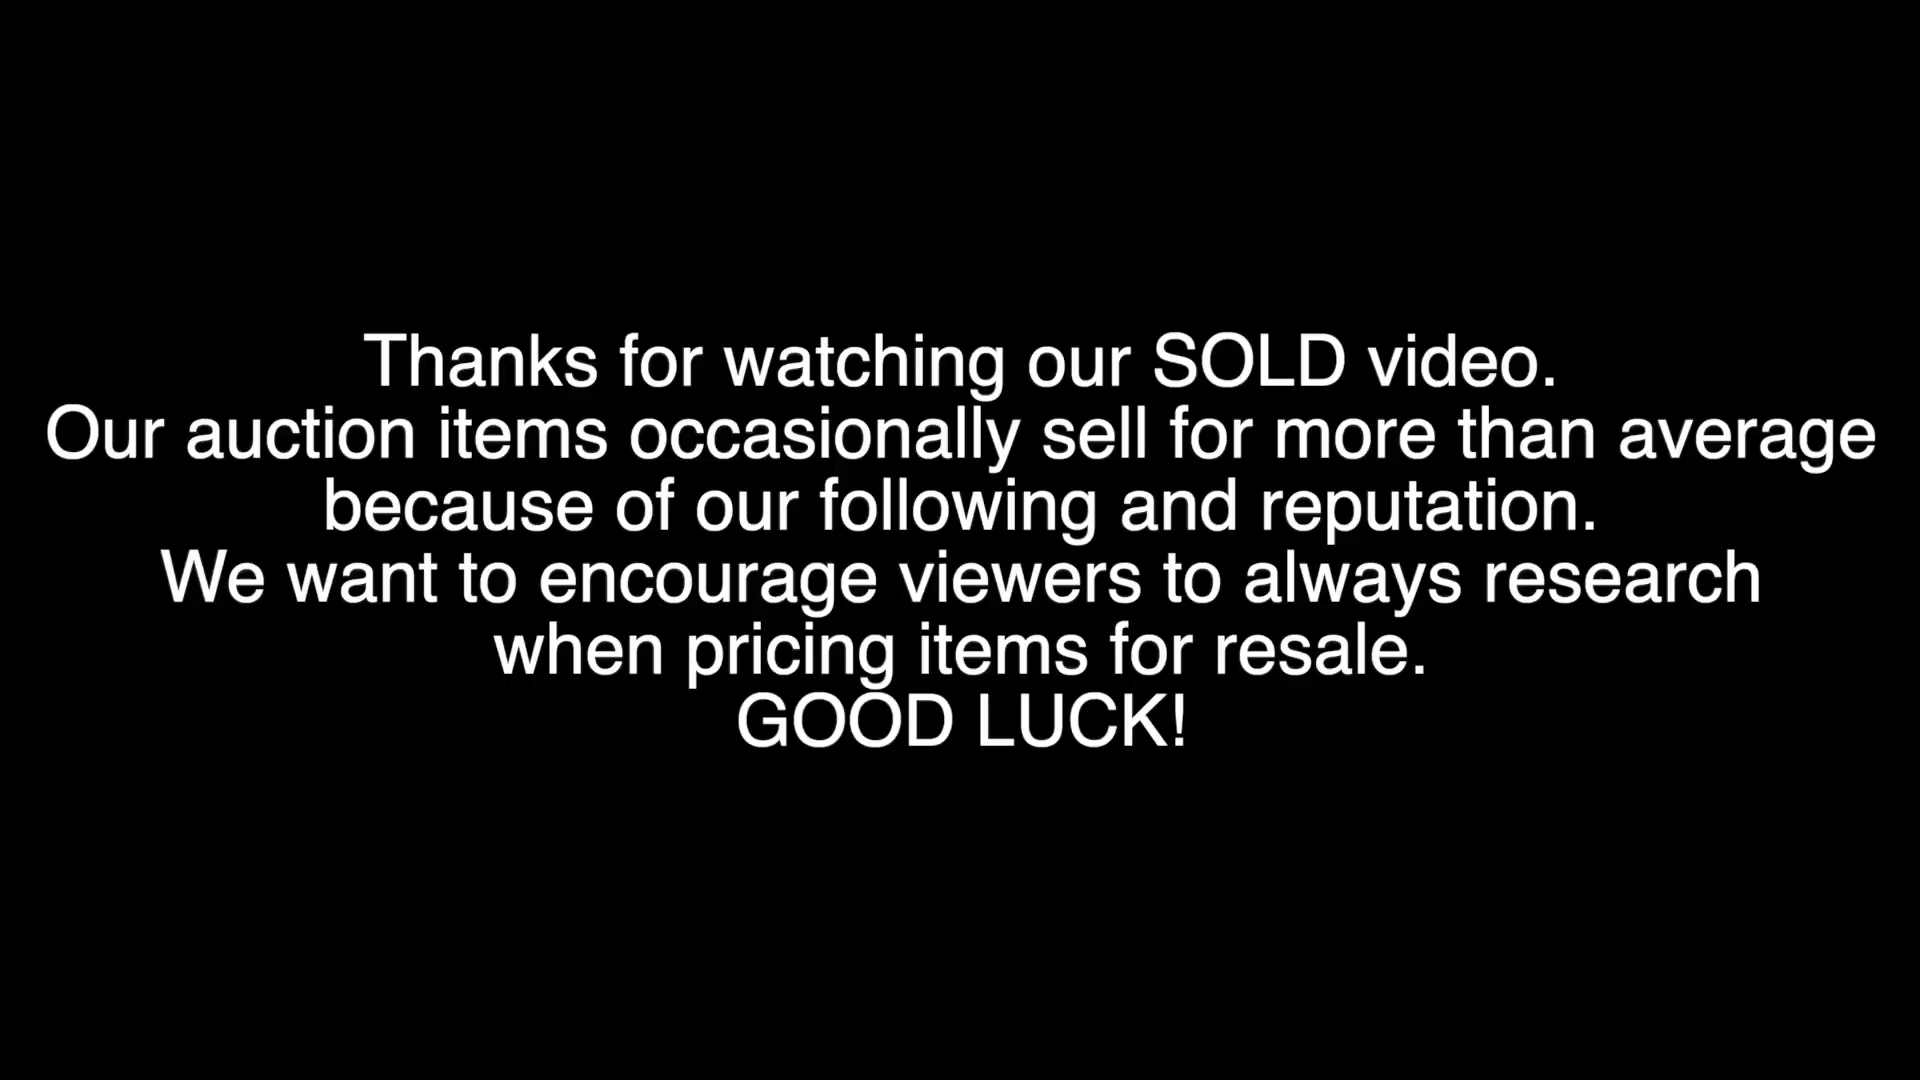 Thanks for watching our SOLD video.
Our auction items occasionally sell for more than average
because of our following and reputation.
We want to encourage viewers to always research
when pricing items for resale.
GOOD LUCK!